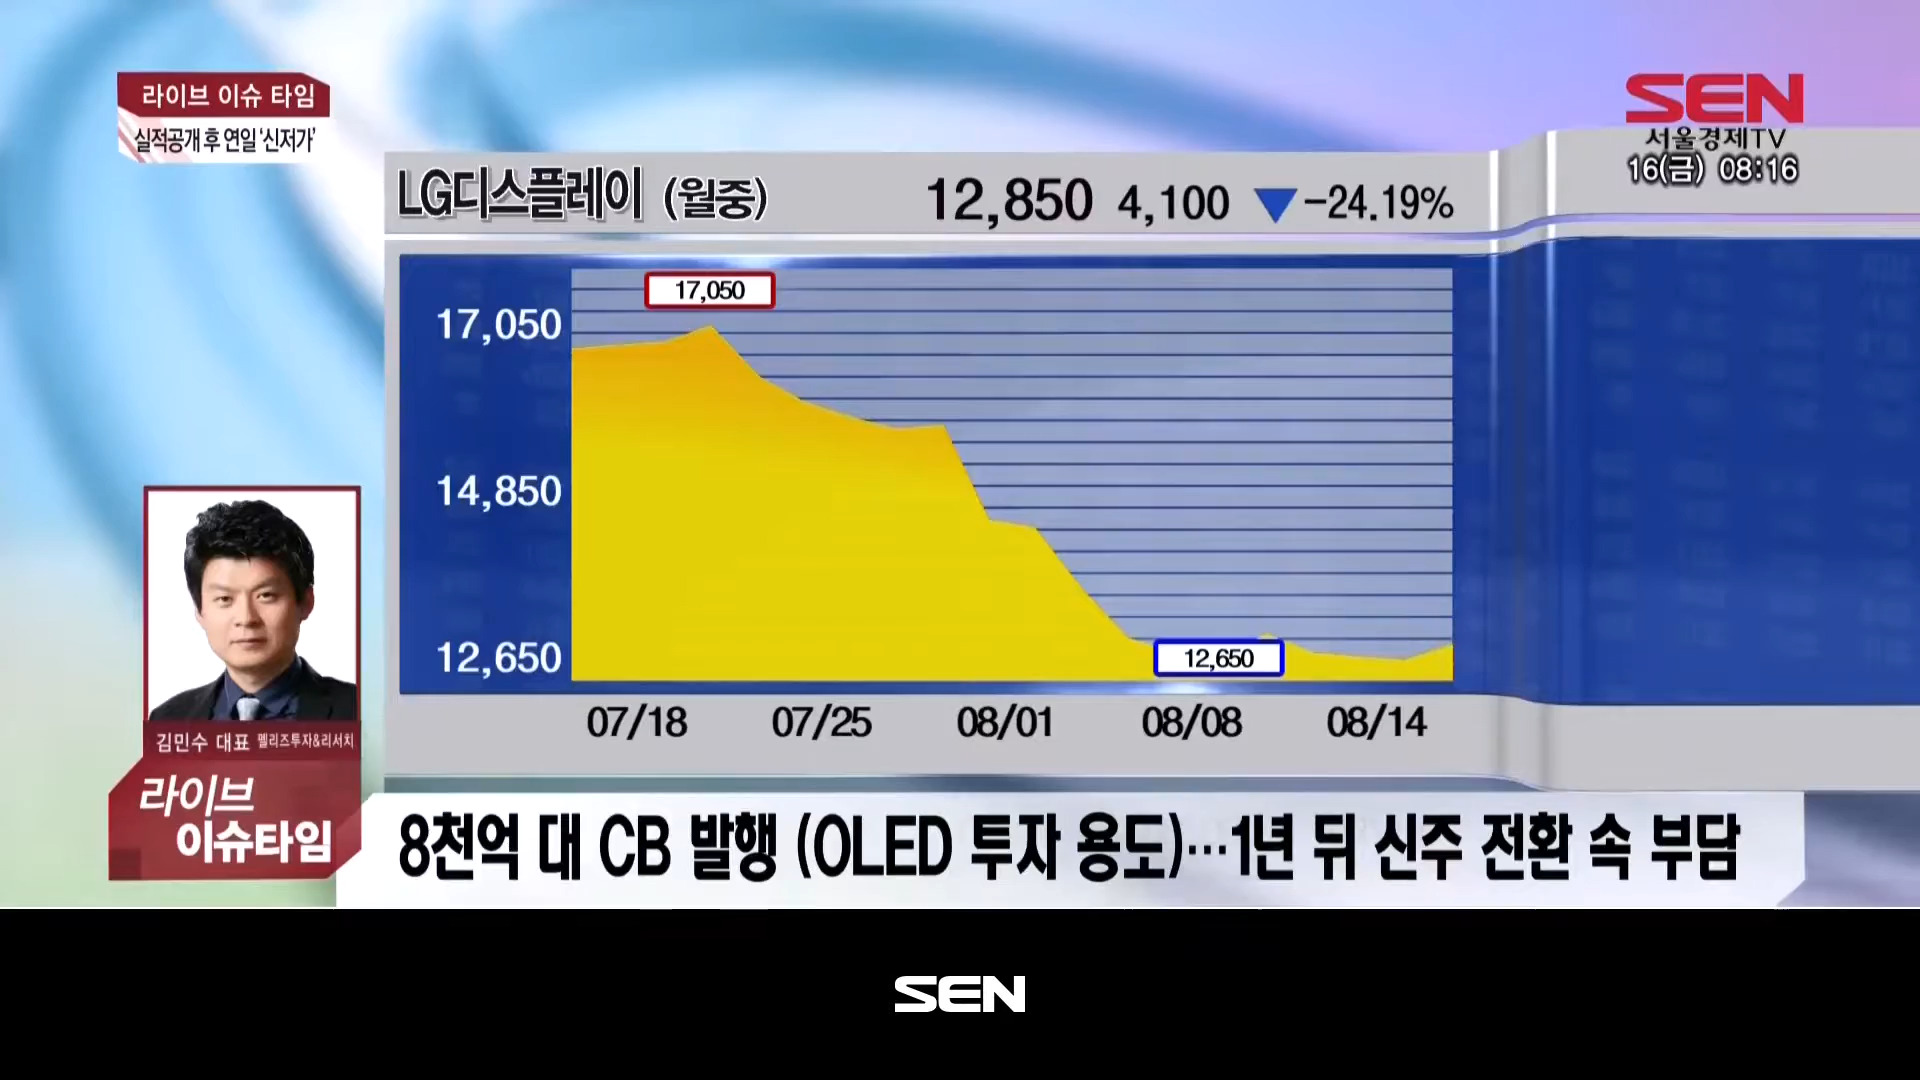 라이브 이슈 타임
실적공개 후 연일 '신저가'
SEN
서울경제TV
16(금) 08:16
LG디스플레이 (월중) 12,850 4,100 ▼-24.19%
17,050
17,050
14,850
12,650
12,650
07/18 07/25 08/01 08/08 08/14
김민수 대표 펠리즈투자&리서치
라이브
이슈타임
8천억 대 CB 발행 (OLED 투자 용도)…1년 뒤 신주 전환 속 부담
SEN